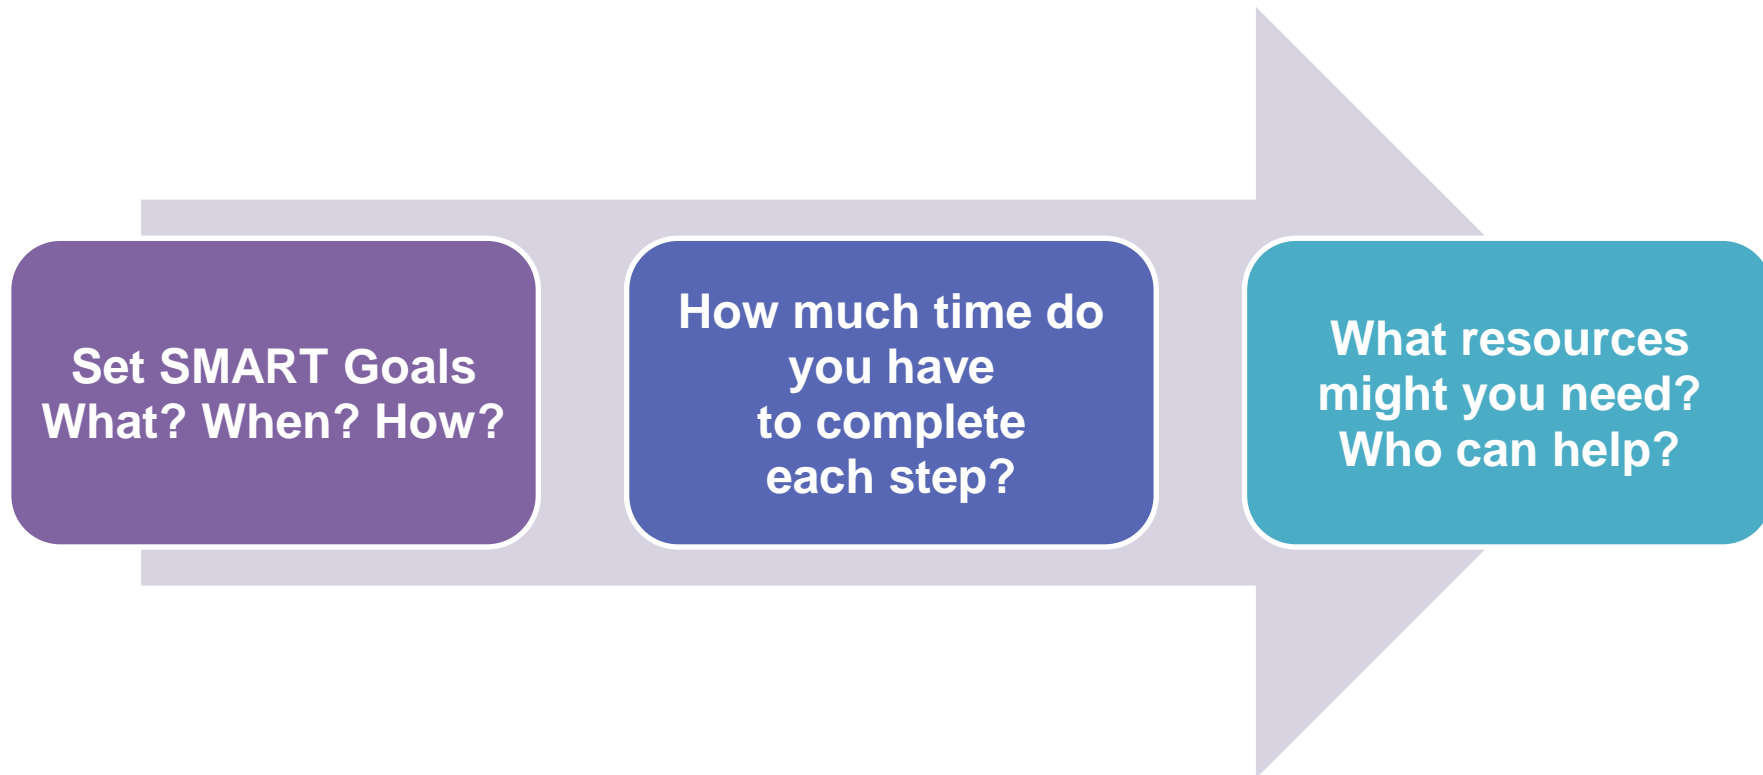 Set SMART Goals
What? When? How?
How much time do
you have
to complete
each step?
What resources
might you need?
Who can help?